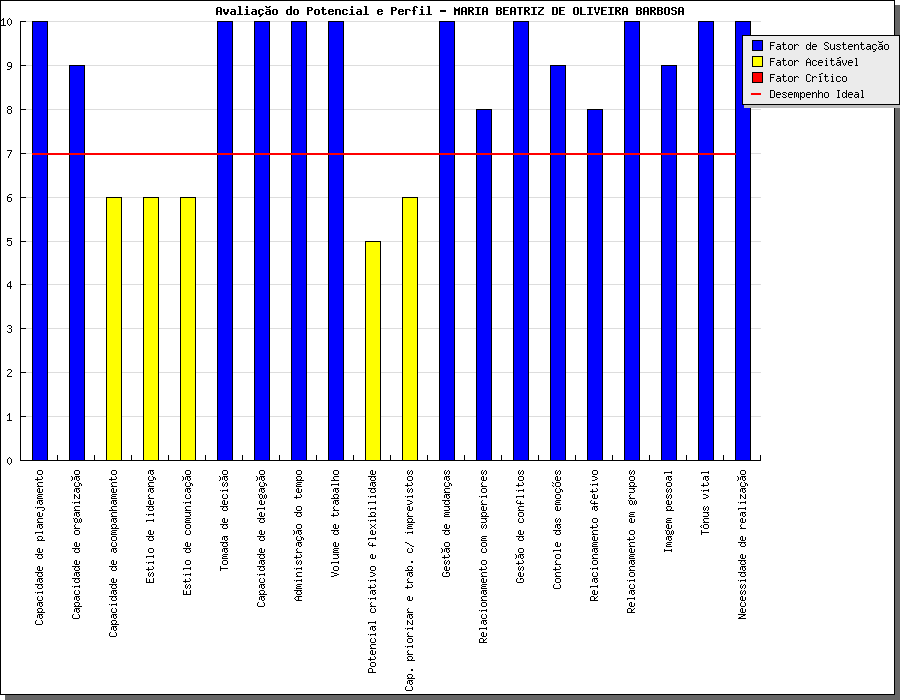 Avaliação do Potencial e Perfil - MARIA BEATRIZ DE OLIVEIRA BARBOSA
Fator de Sustentação
Fator Aceitável
Fator Crítico
Desempenho Ideal
10
9
8
7
6
5
4
3
2
1
0
Capacidade de planejamento
Capacidade de organização
Capacidade de acompanhamento
Estilo de liderança
Estilo de comunicação
Tomada de decisão
Capacidade de delegação
Administração do tempo
Volume de trabalho
Potencial criativo e flexibilidade
Cap. priorizar e trab. c/ imprevistos
Gestão de mudanças
Relacionamento com superiores
Gestão de conflitos
Controle das emoções
Relacionamento afetivo
Relacionamento em grupos
Imagem pessoal
Tônus vital
Necessidade de realização